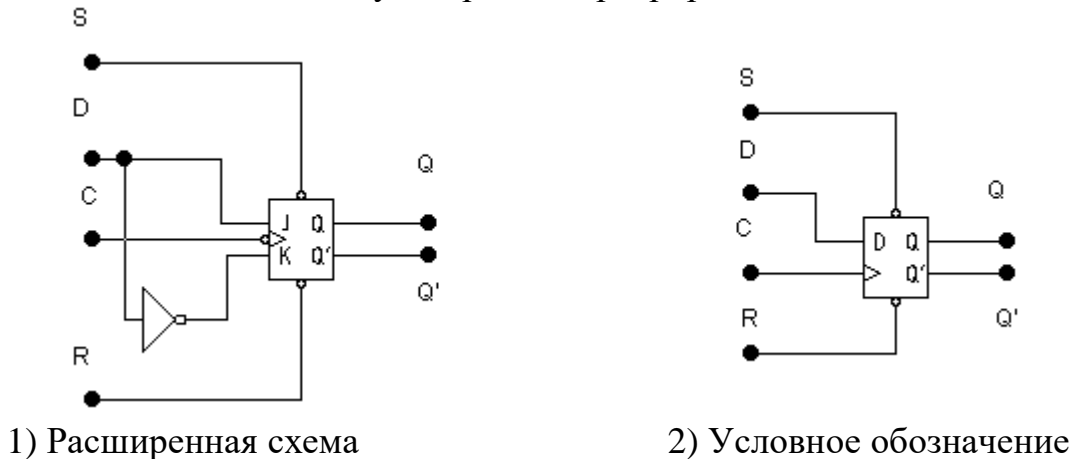 S
D
C
R
J Q
K Q'
Q
Q'
S
D
C
R
D Q
Q'
Q
Q'
1) Расширенная схема
2) Условное обозначение